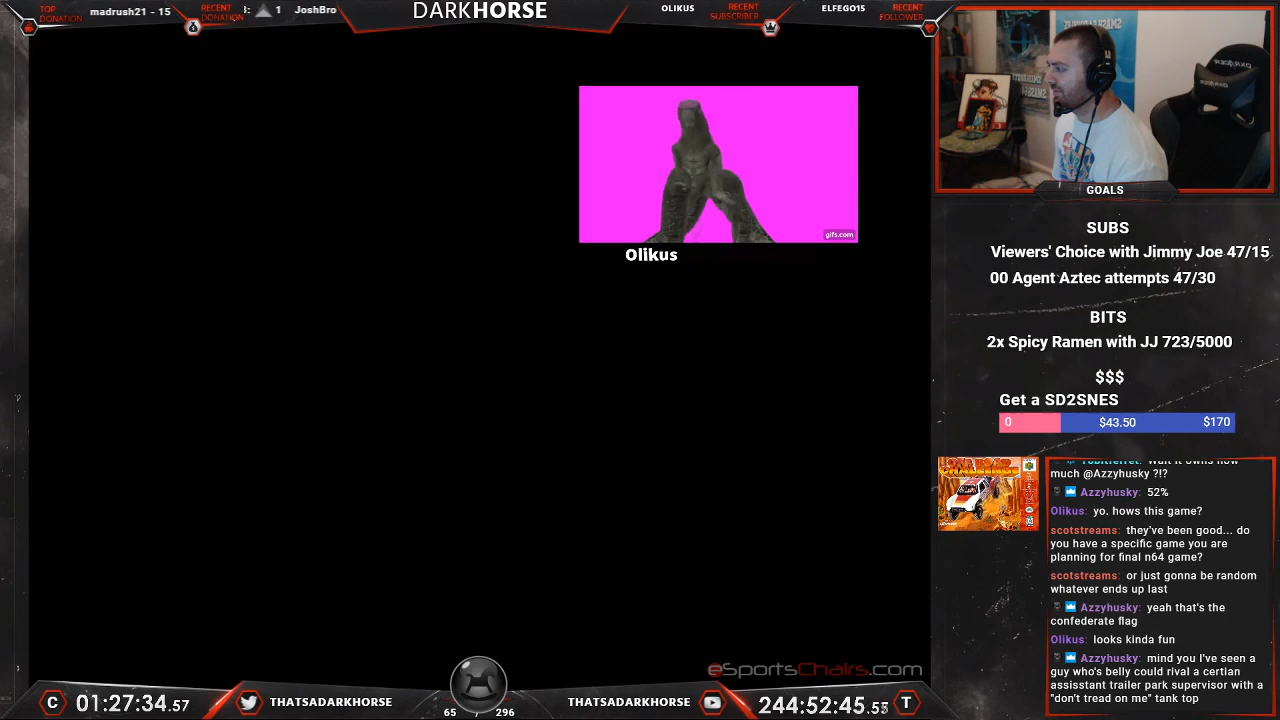 TOP DONATION
madrush21 - 15
RECENT DONATION
1
JoshBro
DARKHORSE
OLIKUS
RECENT SUBSCRIBER
ELFEGO15
RECENT FOLLOWER
gifs.com
Olikus
GOALS
SUBS
Viewers' Choice with Jimmy Joe 47/15
00 Agent Aztec attempts 47/30
BITS
2x Spicy Ramen with JJ 723/5000
$$$
Get a SD2SNES
0 $43.50 $170
much @Azzyhusky ?!?
Azzyhusky: 52%
Olikus: yo. hows this game?
scotstreams: they've been good... do
you have a specific game you are
planning for final n64 game?
scotstreams: or just gonna be random
whatever ends up last
Azzyhusky: yeah that's the
confederate flag
Olikus: looks kinda fun
Azzyhusky: mind you I've seen a
guy who's belly could rival a certian
assisstant trailer park supervisor with a
"don't tread on me" tank top
eSportsChairs.com
C 01:27:34.57
THATSADARKHORSE
65 / 296
THATSADARKHORSE
244:52:45.53 T